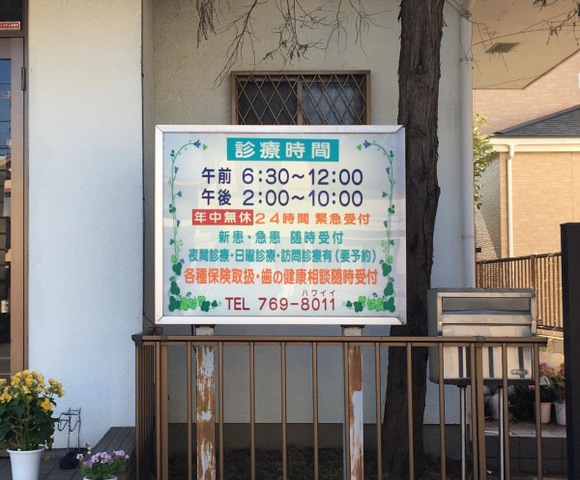 診療時間
午前 6:30～12:00
午後 2:00～10:00
年中無休 24時間 緊急受付
新患・急患 随時受付
夜間診療・日曜診療・訪問診療有(要予約)
各種保険取扱・歯の健康相談随時受付
ハワイイ
TEL 769-8011